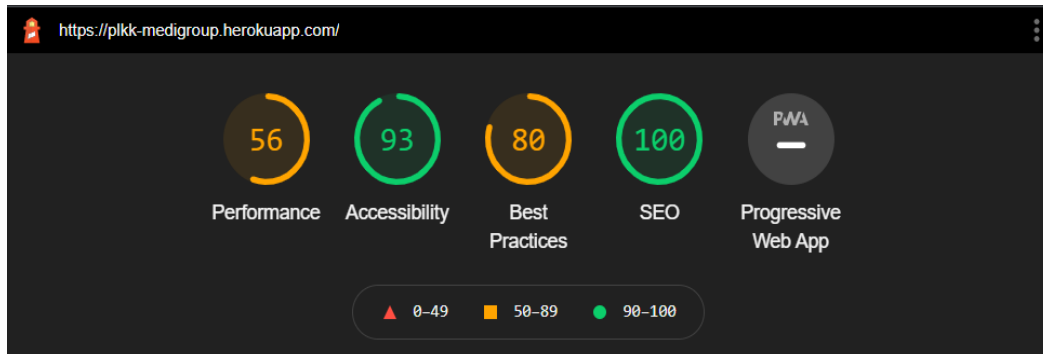 https://plkk-medigroup.herokuapp.com/
56
93
80
100
PWA
Performance
Accessibility
Best
Practices
SEO
Progressive
Web App
0–49
50–89
90–100